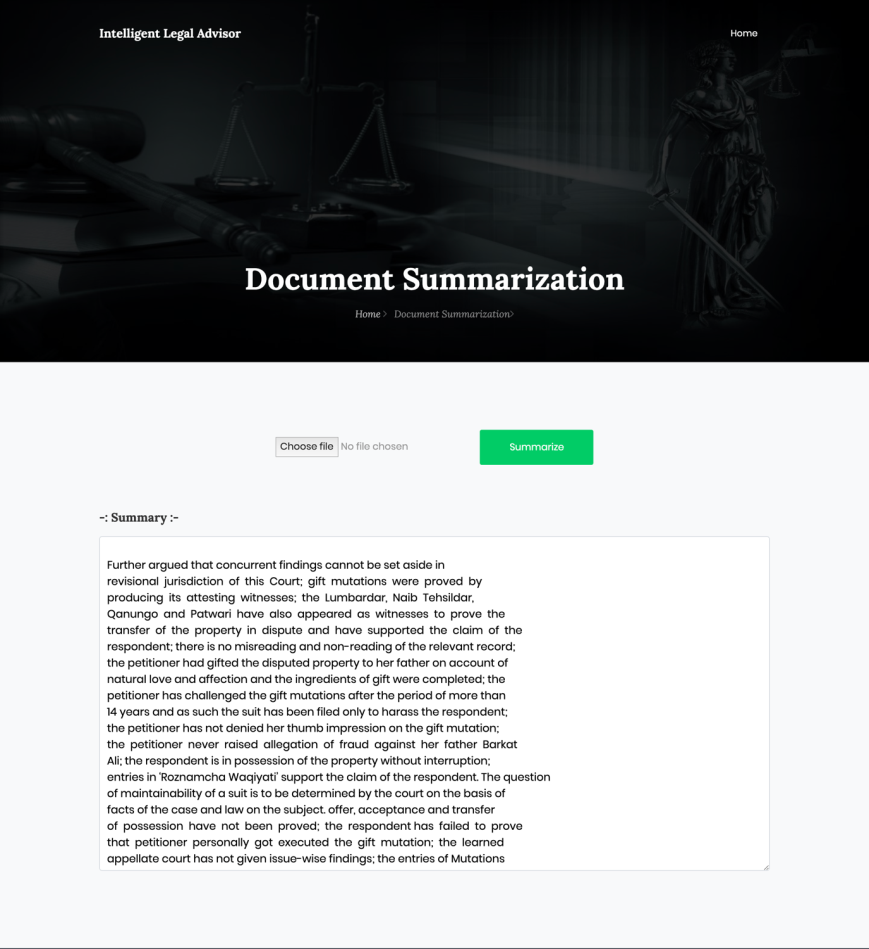 Intelligent Legal Advisor
Home
Document Summarization
Home > Document Summarization>
Choose file No file chosen
Summarize
-: Summary :-
Further argued that concurrent findings cannot be set aside in
revisional jurisdiction of this Court; gift mutations were proved by
producing its attesting witnesses; the Lumbardar, Naib Tehsildar,
Qanungo and Patwari have also appeared as witnesses to prove the
transfer of the property in dispute and have supported the claim of the
respondent; there is no misreading and non-reading of the relevant record;
the petitioner had gifted the disputed property to her father on account of
natural love and affection and the ingredients of gift were completed; the
petitioner has challenged the gift mutations after the period of more than
14 years and as such the suit has been filed only to harass the respondent;
the petitioner has not denied her thumb impression on the gift mutation;
the petitioner never raised allegation of fraud against her father Barkat
Ali; the respondent is in possession of the property without interruption;
entries in 'Roznamcha Waqiyati' support the claim of the respondent. The question
of maintainability of a suit is to be determined by the court on the basis of
facts of the case and law on the subject. offer, acceptance and transfer
of possession have not been proved; the respondent has failed to prove
that petitioner personally got executed the gift mutation; the learned
appellate court has not given issue-wise findings; the entries of Mutations